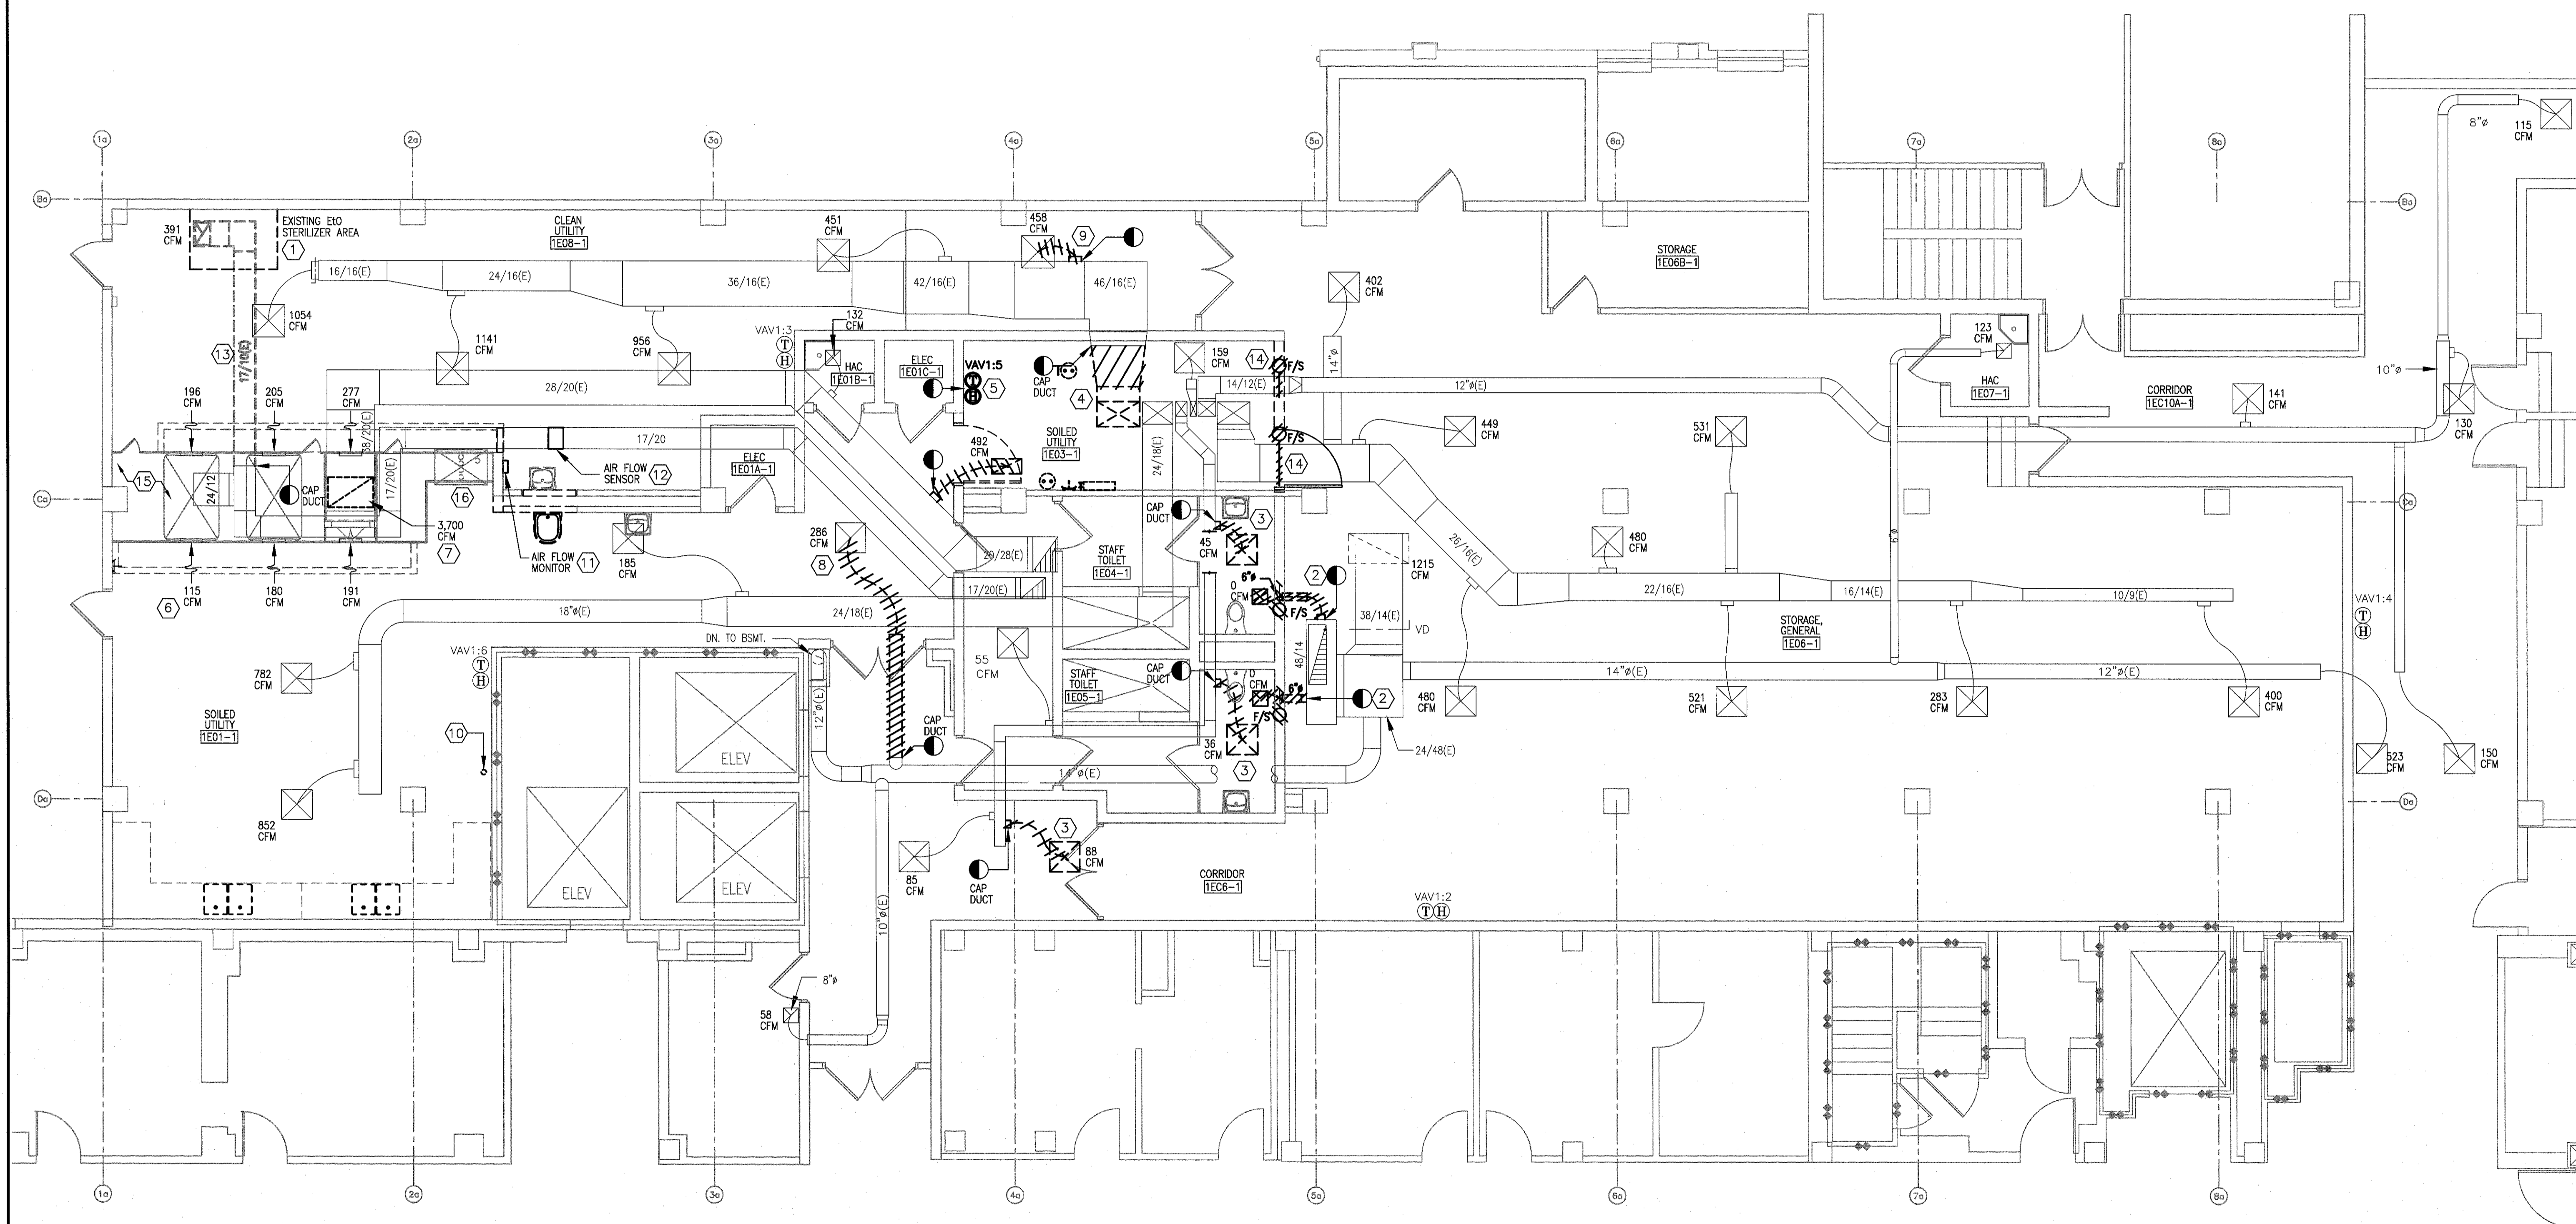 1a
2a
3a
4a
5a
6a
7a
8a
8"ø
115
CFM
Ba
Ba
391
CFM
EXISTING EtO
STERILIZER AREA
1
CLEAN
UTILITY
1E08-1
451
CFM
458
CFM
9
STORAGE
1E06B-1
16/16(E)
24/16(E)
36/16(E)
42/16(E)
46/16(E)
402
CFM
1054
CFM
13
17/10(E)
1141
CFM
956
CFM
VAV1:3
T
H
132
CFM
HAC
1E01B-1
ELEC
1E01C-1
VAV1:5
H
5
CAP
DUCT
4
159
CFM
14
F/S
14"ø
14/12(E)
12"ø(E)
123
CFM
HAC
1E07-1
CORRIDOR
1EC10A-1
141
CFM
10"ø
130
CFM
196
CFM
205
CFM
277
CFM
28/20(E)
38/20(E)
17/20
ELEC
1E01A-1
492
CFM
SOILED
UTILITY
1E03-1
24/18(E)
F/S
14
449
CFM
531
CFM
AIR FLOW
SENSOR
12
15
24/12
CAP
DUCT
17/20(E)
16
Ca
Ca
3,700
CFM
7
AIR FLOW
MONITOR
11
185
CFM
286
CFM
8
CAP
DUCT
3
45
CFM
26/16(E)
480
CFM
29/28(E)
STAFF
TOILET
1E04-1
1215
CFM
6"ø
2
0
CFM
F/S
115
CFM
180
CFM
191
CFM
6
17/20(E)
18"ø(E)
24/18(E)
38/14(E)
VD
22/16(E)
16/14(E)
10/9(E)
VAV1:4
T
H
STORAGE,
GENERAL
1E06-1
DN. TO BSMT.
VAV1:6
T
H
782
CFM
55
CFM
STAFF
TOILET
1E05-1
CAP
DUCT
0
CFM
6"ø
2
F/S
48/14
14"ø(E)
12"ø(E)
480
CFM
521
CFM
283
CFM
400
CFM
SOILED
UTILITY
1E01-1
10
12"ø(E)
CAP
DUCT
36
CFM
3
24/48(E)
523
CFM
150
CFM
ELEV
14"ø(E)
Da
Da
852
CFM
85
CFM
3
88
CFM
CAP
DUCT
ELEV
ELEV
CORRIDOR
1EC6-1
VAV1:2
T H
10"ø(E)
8"ø
58
CFM
1a
2a
3a
4a
5a
6a
7a
8a